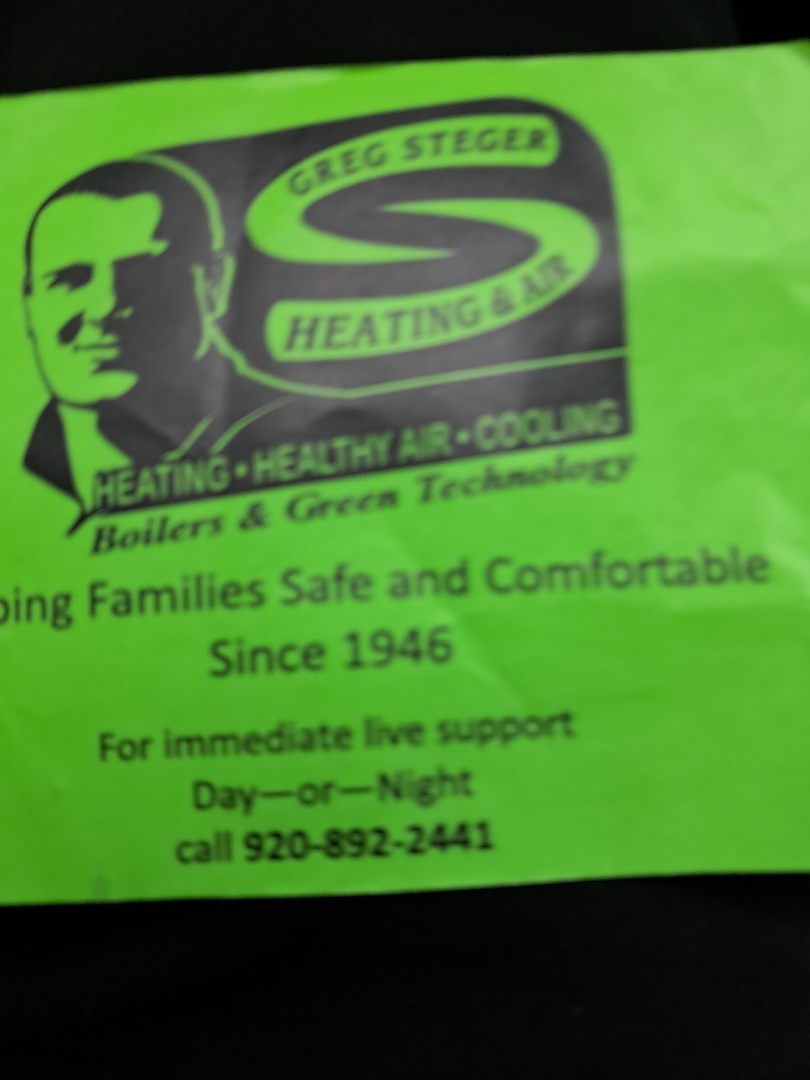 GREG STEGER
HEATING & AIR
HEATING • HEALTHY AIR • COOLING
Boilers & Green Technology
ping Families Safe and Comfortable
Since 1946
For immediate live support
Day—or—Night
call 920-892-2441